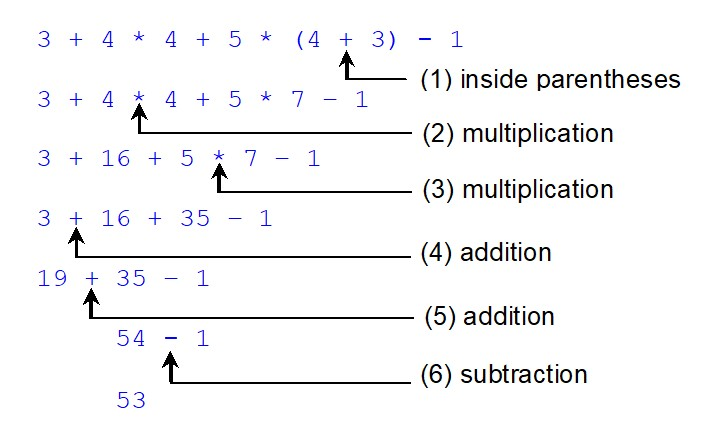 3 + 4 * 4 + 5 * (4 + 3) - 1
(1) inside parentheses
3 + 4 * 4 + 5 * 7 – 1
(2) multiplication
3 + 16 + 5 * 7 – 1
(3) multiplication
3 + 16 + 35 – 1
(4) addition
19 + 35 – 1
(5) addition
54 - 1
(6) subtraction
53